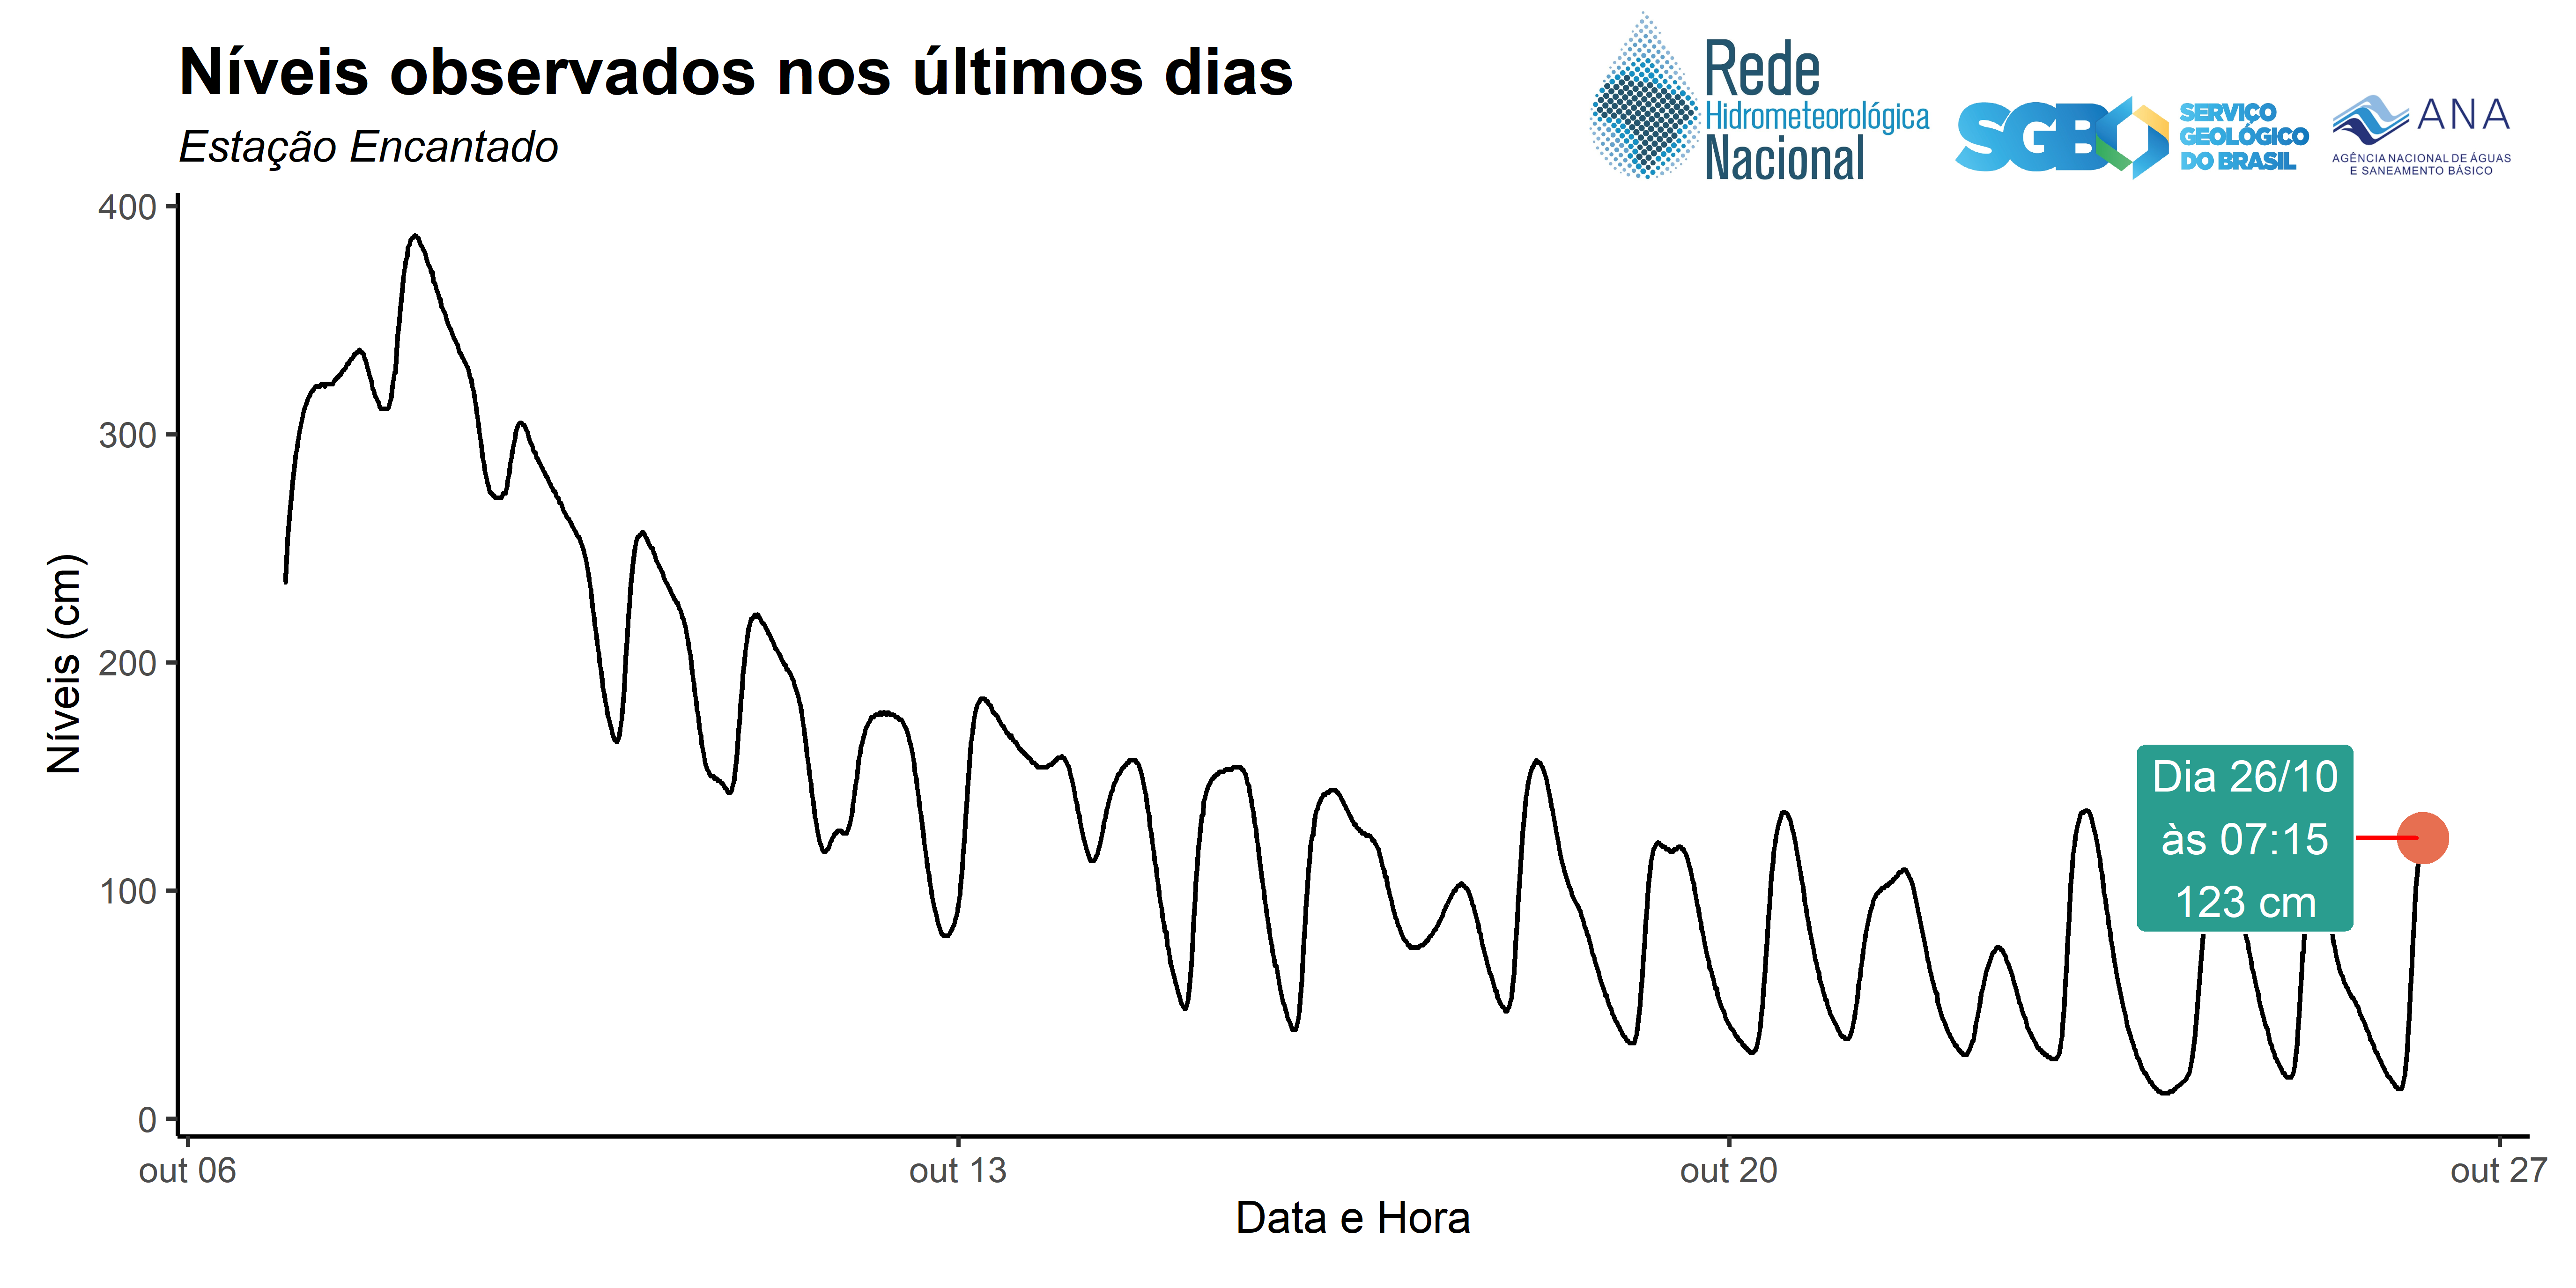 Níveis observados nos últimos dias
Estação Encantado
Rede
Hidrometeorológica
Nacional
SGB
SERVIÇO
GEOLÓGICO
DO BRASIL
ANA
AGÊNCIA NACIONAL DE ÁGUAS
E SANEAMENTO BÁSICO
400
300
200
100
0
Níveis (cm)
Dia 26/10
às 07:15
123 cm
out 06
out 13
out 20
out 27
Data e Hora